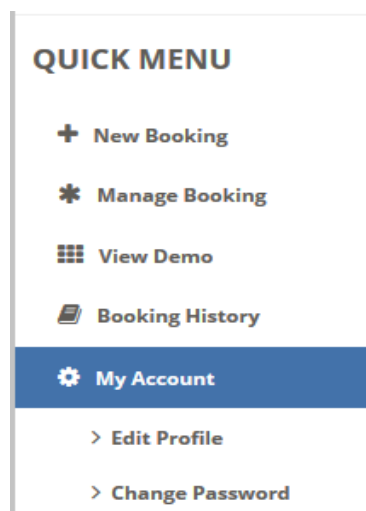 QUICK MENU
New Booking
Manage Booking
View Demo
Booking History
My Account
> Edit Profile
> Change Password